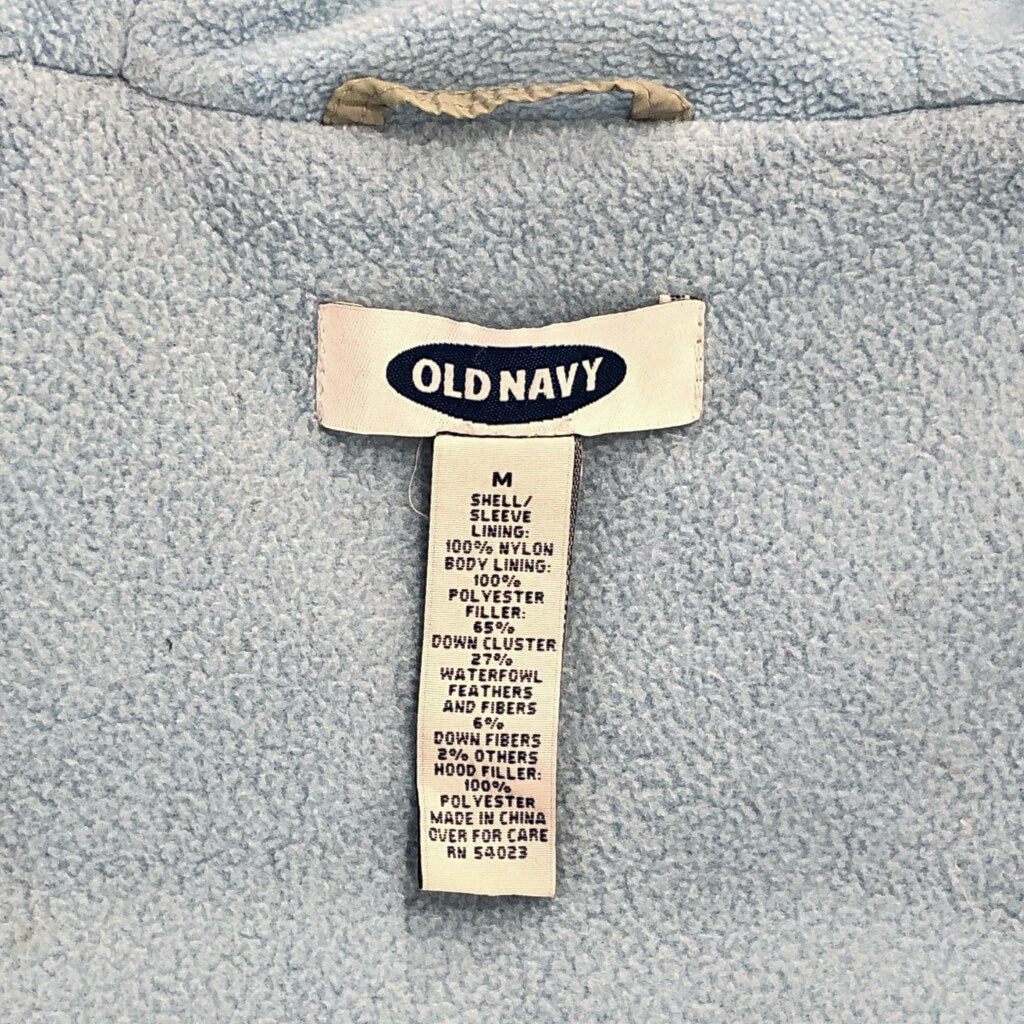 OLD NAVY
M
SHELL/
SLEEVE
LINING:
100% NYLON
BODY LINING:
100%
POLYESTER
FILLER:
65%
DOWN CLUSTER
27%
WATERFOWL
FEATHERS
AND FIBERS
6%
DOWN FIBERS
2% OTHERS
HOOD FILLER:
100%
POLYESTER
MADE IN CHINA
OVER FOR CARE
RN 54023